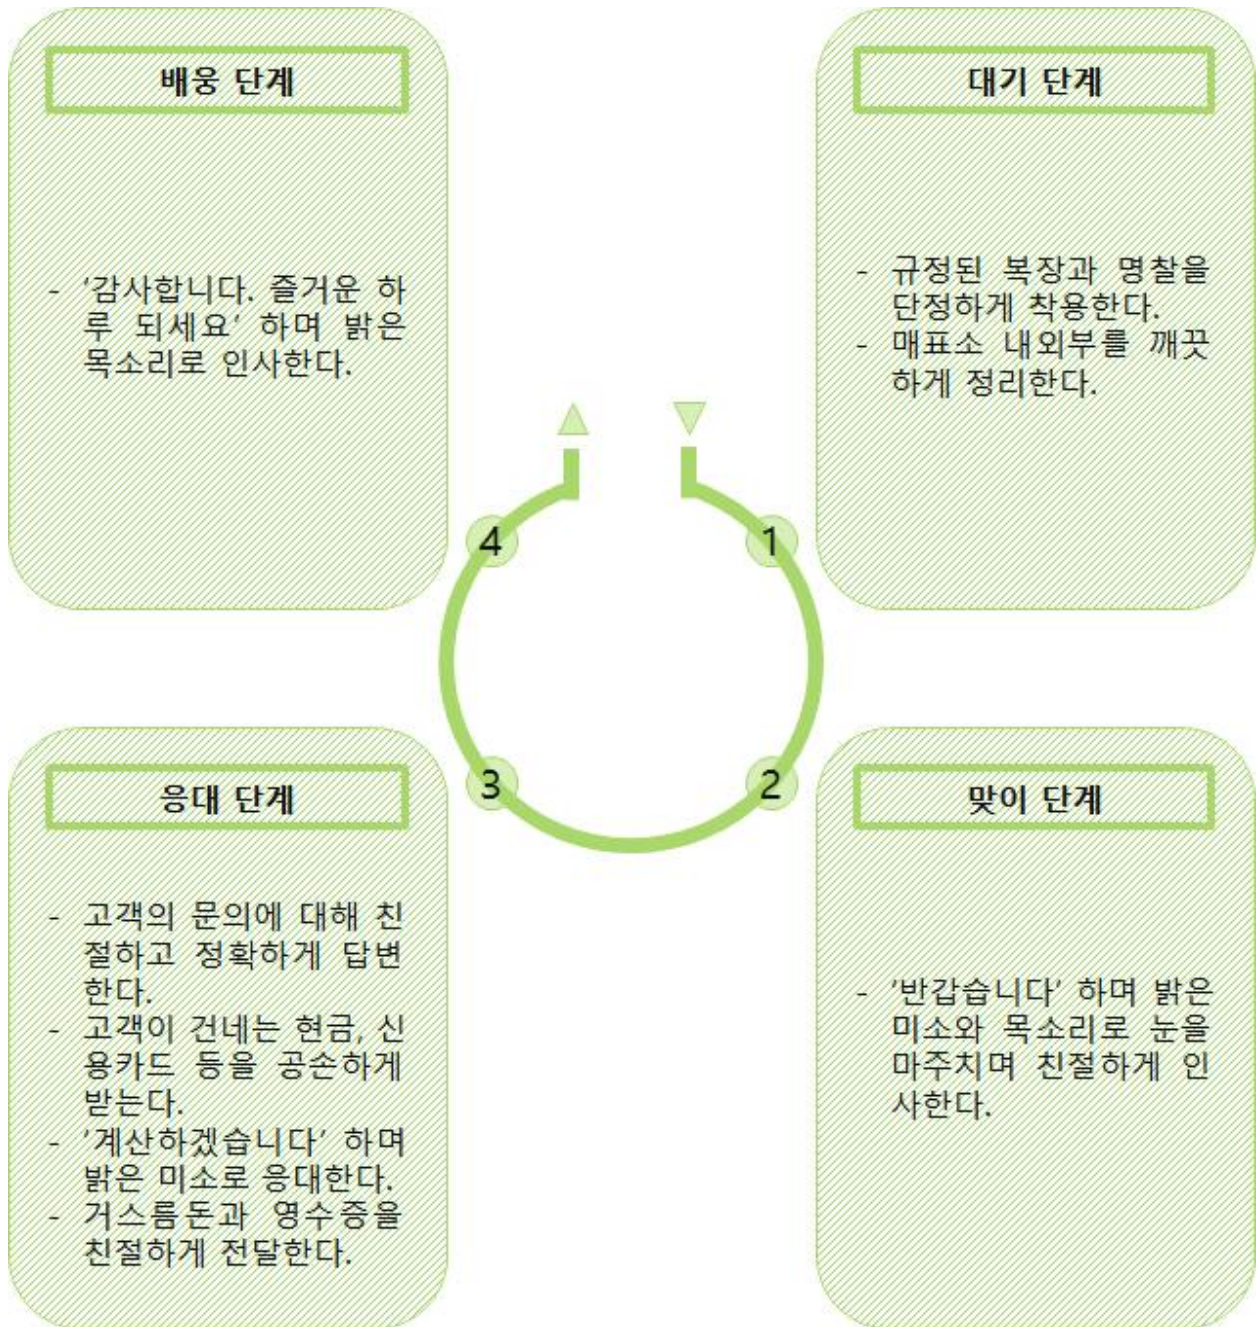 배웅 단계
- '감사합니다. 즐거운 하
루 되세요' 하며 밝은
목소리로 인사한다.
대기 단계
- 규정된 복장과 명찰을
단정하게 착용한다.
- 매표소 내외부를 깨끗
하게 정리한다.
4
1
3
2
응대 단계
- 고객의 문의에 대해 친
절하고 정확하게 답변
한다.
- 고객이 건네는 현금, 신
용카드 등을 공손하게
받는다.
- '계산하겠습니다' 하며
밝은 미소로 응대한다.
- 거스름돈과 영수증을
친절하게 전달한다.
맞이 단계
- '반갑습니다' 하며 밝은
미소와 목소리로 눈을
마주치며 친절하게 인
사한다.